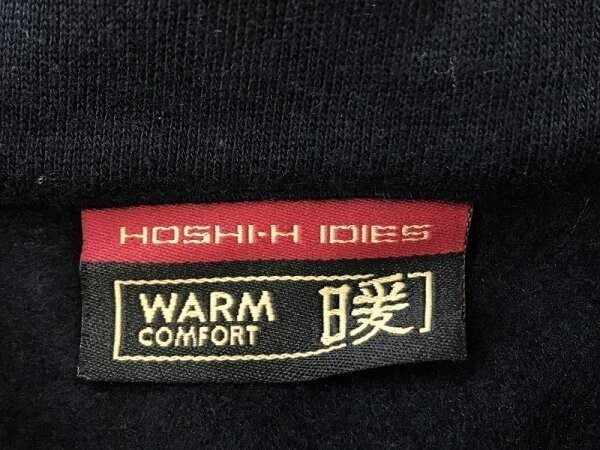 HOSHI-H IDIES
WARM 暖
COMFORT